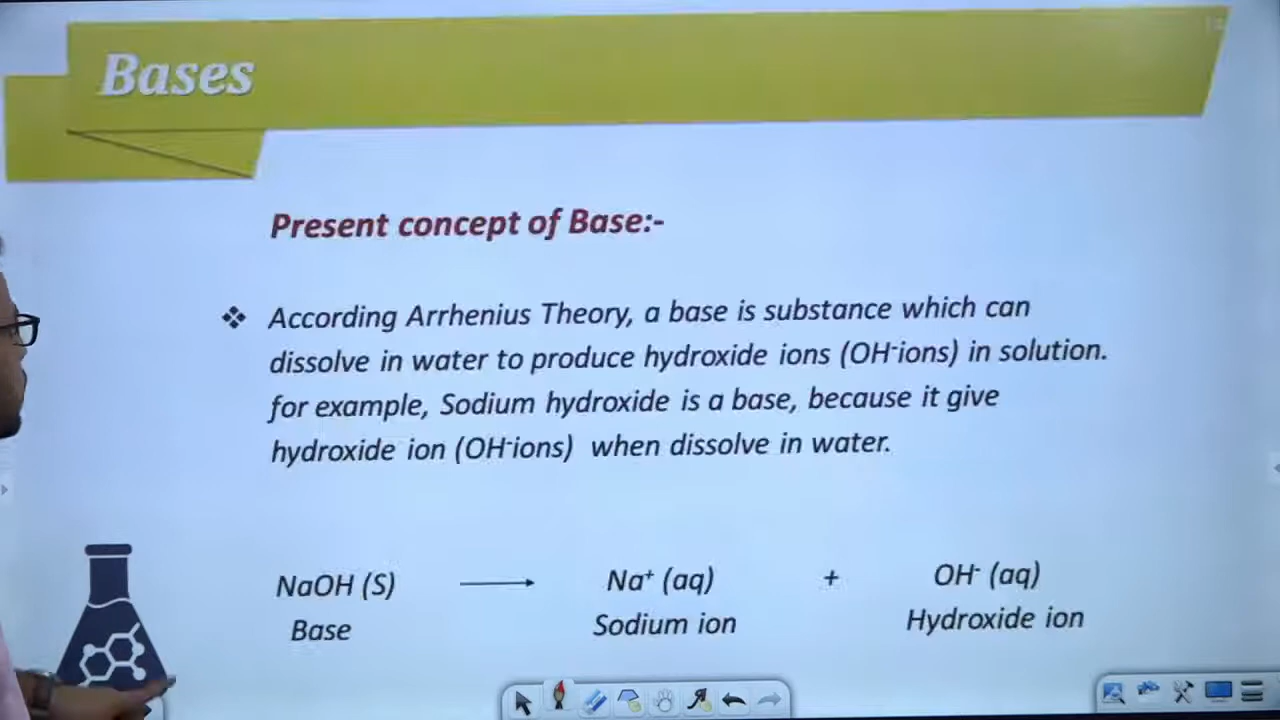 Bases
Present concept of Base:-
❖ According Arrhenius Theory, a base is substance which can
dissolve in water to produce hydroxide ions (OH⁻ions) in solution.
for example, Sodium hydroxide is a base, because it give
hydroxide ion (OH⁻ions) when dissolve in water.
NaOH (S) → Na⁺ (aq) + OH⁻ (aq)
Base Sodium ion Hydroxide ion